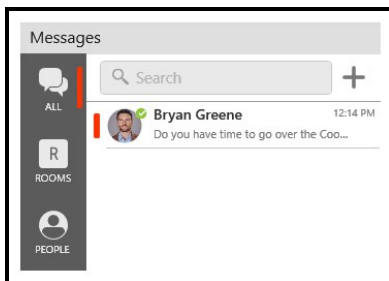 Messages
Search
ALL
Bryan Greene 12:14 PM
Do you have time to go over the Coo...
R
ROOMS
PEOPLE